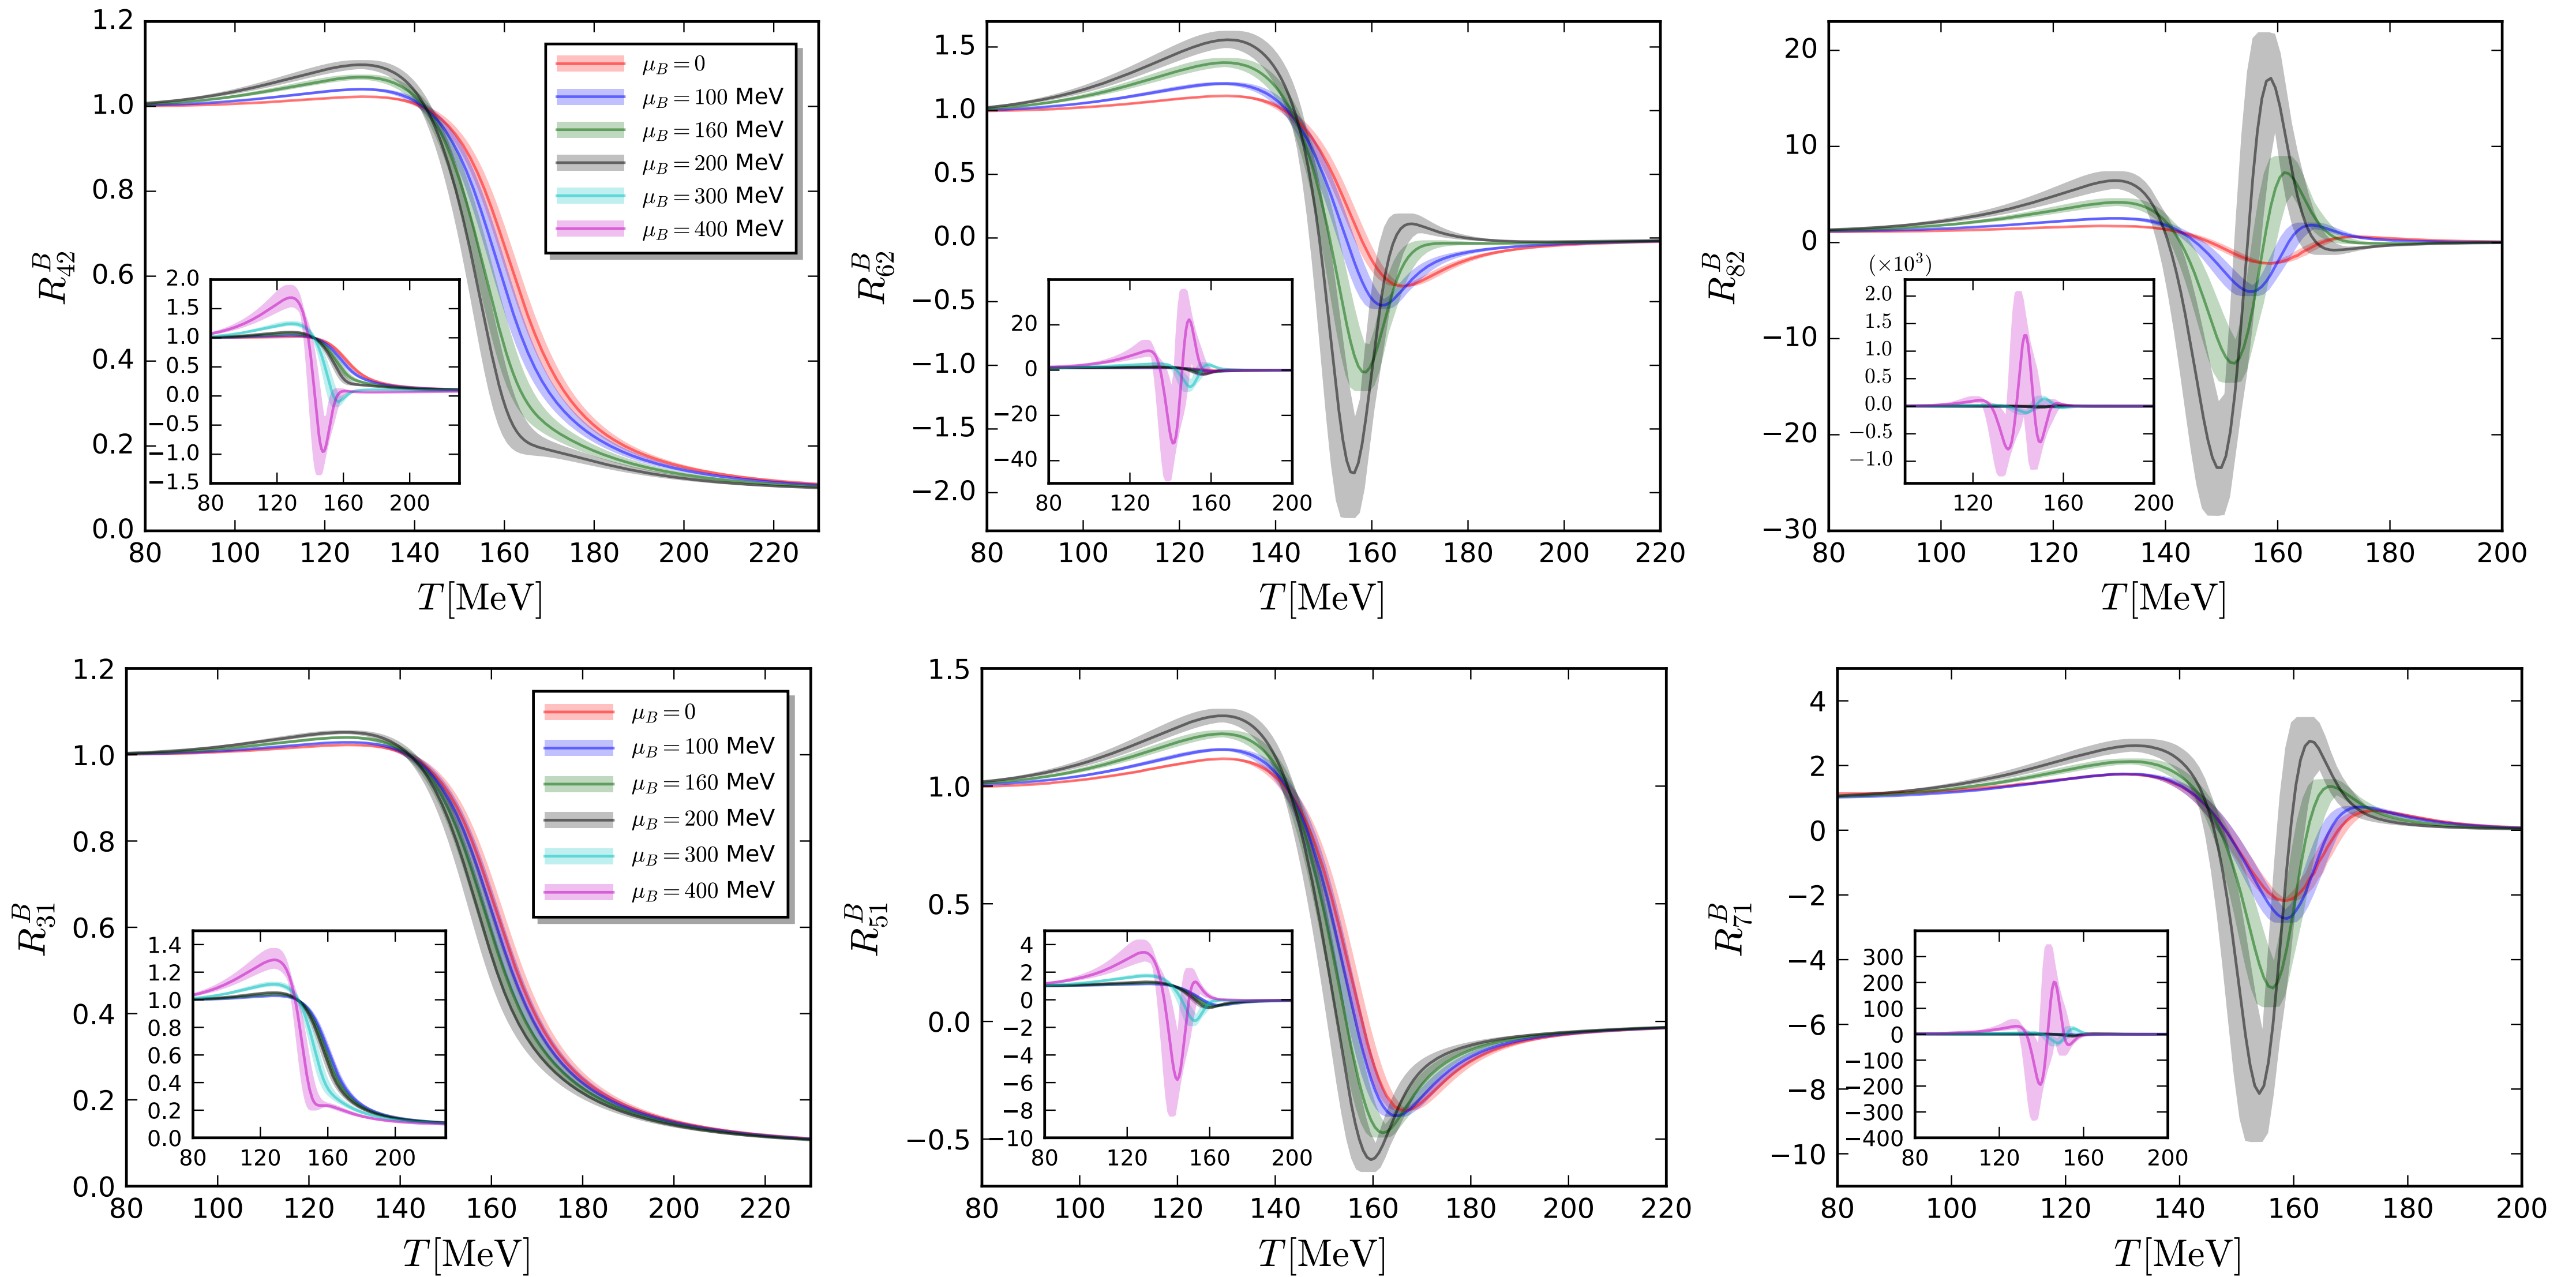 R^B_42
1.2
1.0
0.8
0.6
0.4
0.2
0.0
μ_B = 0
μ_B = 100 MeV
μ_B = 160 MeV
μ_B = 200 MeV
μ_B = 300 MeV
μ_B = 400 MeV
2.0
1.5
1.0
0.5
0.0
−0.5
−1.0
−1.5
80 120 160 200
80 100 120 140 160 180 200 220
T[MeV]
R^B_62
1.5
1.0
0.5
0.0
−0.5
−1.0
−1.5
−2.0
20
0
−20
−40
80 120 160 200
80 100 120 140 160 180 200 220
T[MeV]
R^B_82
20
10
0
−10
−20
−30
(×10^3)
2.0
1.5
1.0
0.5
0.0
−0.5
−1.0
120 160 200
80 100 120 140 160 180 200
T[MeV]
R^B_31
1.2
1.0
0.8
0.6
0.4
0.2
0.0
μ_B = 0
μ_B = 100 MeV
μ_B = 160 MeV
μ_B = 200 MeV
μ_B = 300 MeV
μ_B = 400 MeV
1.4
1.2
1.0
0.8
0.6
0.4
0.2
0.0
80 120 160 200
80 100 120 140 160 180 200 220
T[MeV]
R^B_51
1.5
1.0
0.5
0.0
−0.5
4
2
0
−2
−4
−6
−8
−10
80 120 160 200
80 100 120 140 160 180 200 220
T[MeV]
R^B_71
4
2
0
−2
−4
−6
−8
−10
300
200
100
0
−100
−200
−300
−400
80 120 160 200
80 100 120 140 160 180 200
T[MeV]